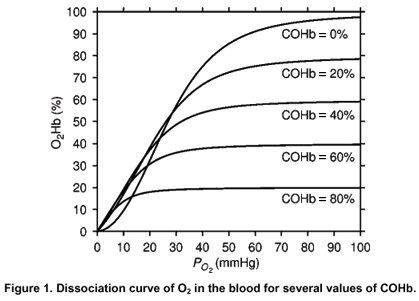 100
90
80
70
60
50
40
30
20
10
0
O₂Hb (%)
COHb = 0%
COHb = 20%
COHb = 40%
COHb = 60%
COHb = 80%
0 10 20 30 40 50 60 70 80 90 100
P_O₂ (mmHg)
Figure 1. Dissociation curve of O₂ in the blood for several values of COHb.